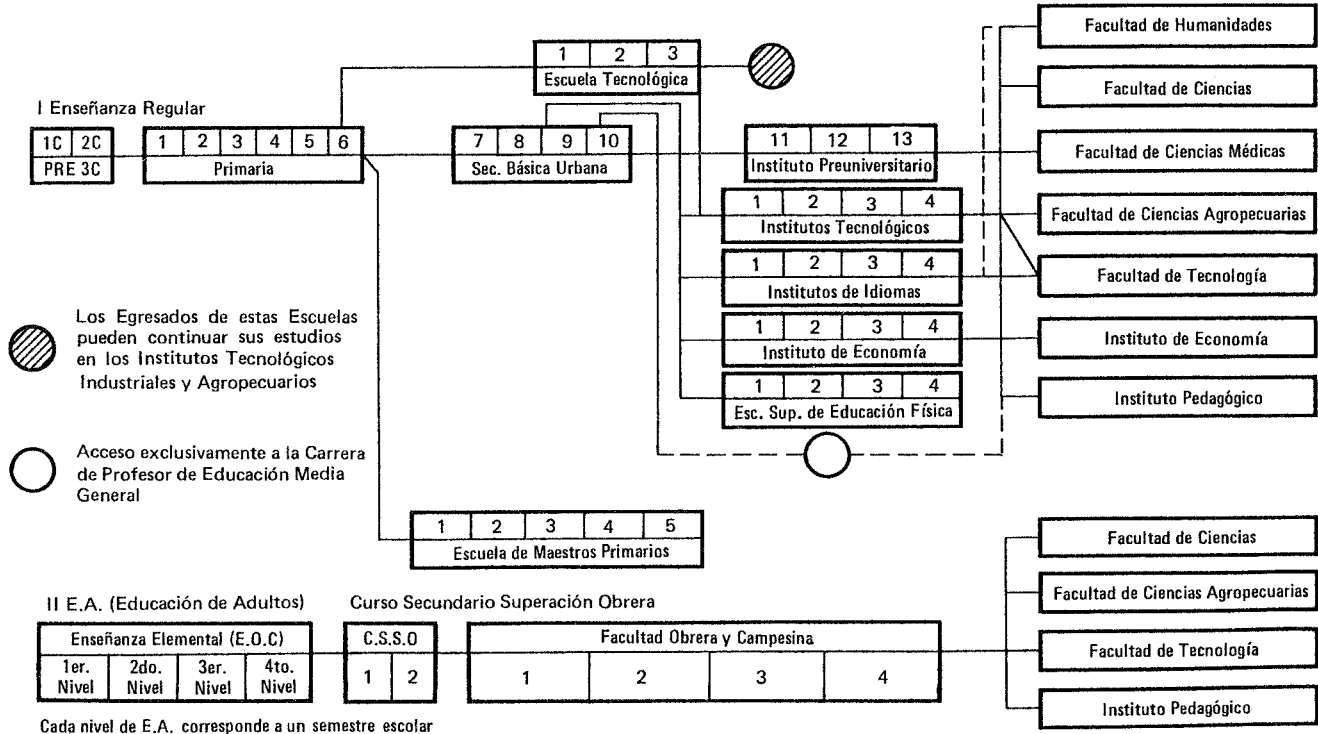 Facultad de Humanidades
1 2 3
Escuela Tecnológica
Facultad de Ciencias
I Enseñanza Regular
1C 2C
PRE 3C
1 2 3 4 5 6
Primaria
7 8 9 10
Sec. Básica Urbana
11 12 13
Instituto Preuniversitario
Facultad de Ciencias Médicas
1 2 3 4
Institutos Tecnológicos
Facultad de Ciencias Agropecuarias
1 2 3 4
Institutos de Idiomas
Facultad de Tecnología
1 2 3 4
Instituto de Economía
Instituto de Economía
1 2 3 4
Esc. Sup. de Educación Física
Instituto Pedagógico
Los Egresados de estas Escuelas
pueden continuar sus estudios
en los Institutos Tecnológicos
Industriales y Agropecuarios
Acceso exclusivamente a la Carrera
de Profesor de Educación Media
General
1 2 3 4 5
Escuela de Maestros Primarios
II E.A. (Educación de Adultos)
Curso Secundario Superación Obrera
Enseñanza Elemental (E.O.C)
1er. 2do. 3er. 4to.
Nivel Nivel Nivel Nivel
C.S.S.O
1 2
Facultad Obrera y Campesina
1 2 3 4
Facultad de Ciencias
Facultad de Ciencias Agropecuarias
Facultad de Tecnología
Instituto Pedagógico
Cada nivel de E.A. corresponde a un semestre escolar